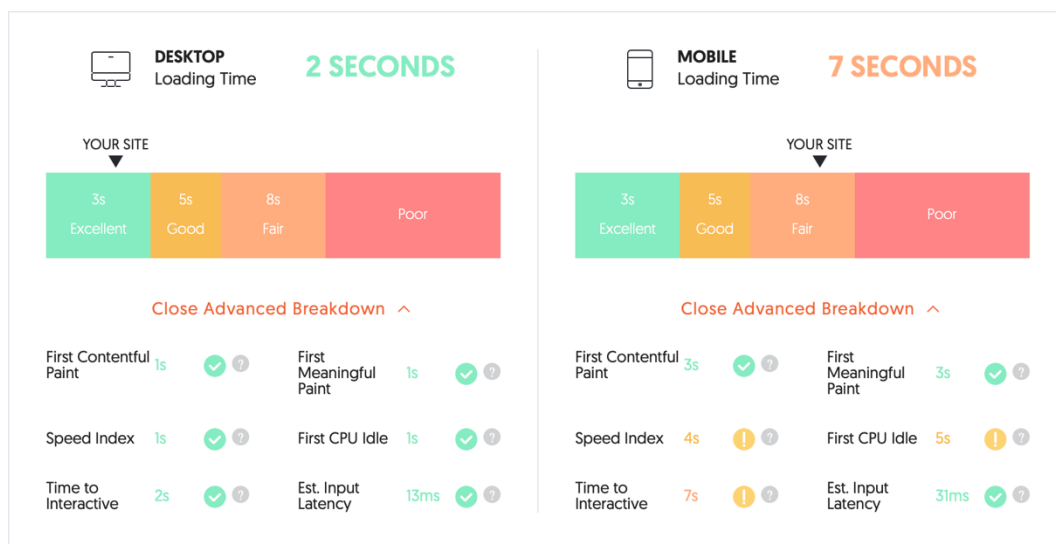 DESKTOP
Loading Time
2 SECONDS
YOUR SITE
3s
Excellent
5s
Good
8s
Fair
Poor
Close Advanced Breakdown
First Contentful
Paint
1s
?
First
Meaningful
Paint
1s
?
Speed Index
1s
?
First CPU Idle
1s
?
Time to
Interactive
2s
?
Est. Input
Latency
13ms
?
MOBILE
Loading Time
7 SECONDS
YOUR SITE
3s
Excellent
5s
Good
8s
Fair
Poor
Close Advanced Breakdown
First Contentful
Paint
3s
?
First
Meaningful
Paint
3s
?
Speed Index
4s
!
?
First CPU Idle
5s
!
?
Time to
Interactive
7s
!
?
Est. Input
Latency
31ms
?